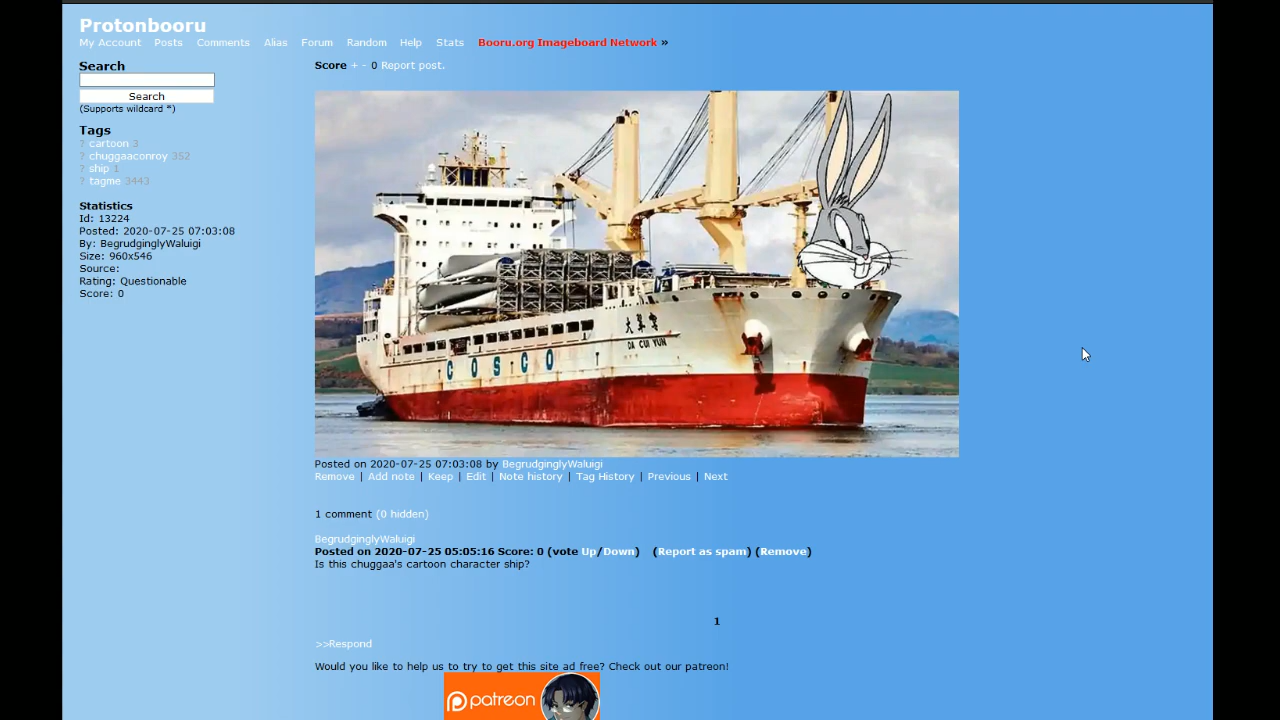 Protonbooru
My Account Posts Comments Alias Forum Random Help Stats Booru.org Imageboard Network »
Search
Search
(Supports wildcard *)
Tags
? cartoon 3
? chuggaaconroy 352
? ship 1
? tagme 3443
Statistics
Id: 13224
Posted: 2020-07-25 07:03:08
By: BegrudginglyWaluigi
Size: 960x546
Source:
Rating: Questionable
Score: 0
Score + - 0 Report post.
大翠雲
DA CUI YUN
COSCO
Posted on 2020-07-25 07:03:08 by BegrudginglyWaluigi
Remove | Add note | Keep | Edit | Note history | Tag History | Previous | Next
1 comment (0 hidden)
BegrudginglyWaluigi
Posted on 2020-07-25 05:05:16 Score: 0 (vote Up/Down) (Report as spam) (Remove)
Is this chuggaa's cartoon character ship?
1
>>Respond
Would you like to help us to try to get this site ad free? Check out our patreon!
patreon